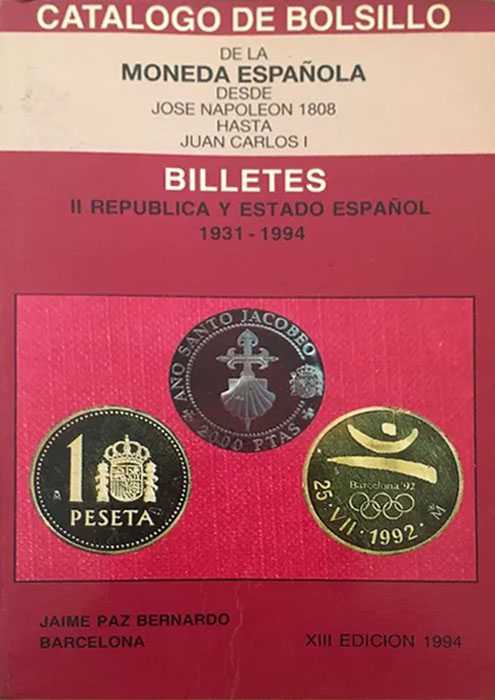 CATALOGO DE BOLSILLO
DE LA
MONEDA ESPAÑOLA
DESDE
JOSE NAPOLEON 1808
HASTA
JUAN CARLOS I
BILLETES
II REPUBLICA Y ESTADO ESPAÑOL
1931 - 1994
AÑO SANTO JACOBEO
2000 PTAS
1
PESETA
Barcelona '92
25 · VII · 1992 ·
JAIME PAZ BERNARDO
BARCELONA
XIII EDICION 1994